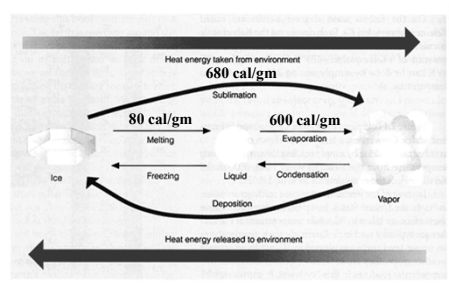 Heat energy taken from environment
680 cal/gm
Sublimation
80 cal/gm
600 cal/gm
Melting
Evaporation
Ice
Freezing
Liquid
Condensation
Vapor
Deposition
Heat energy released to environment